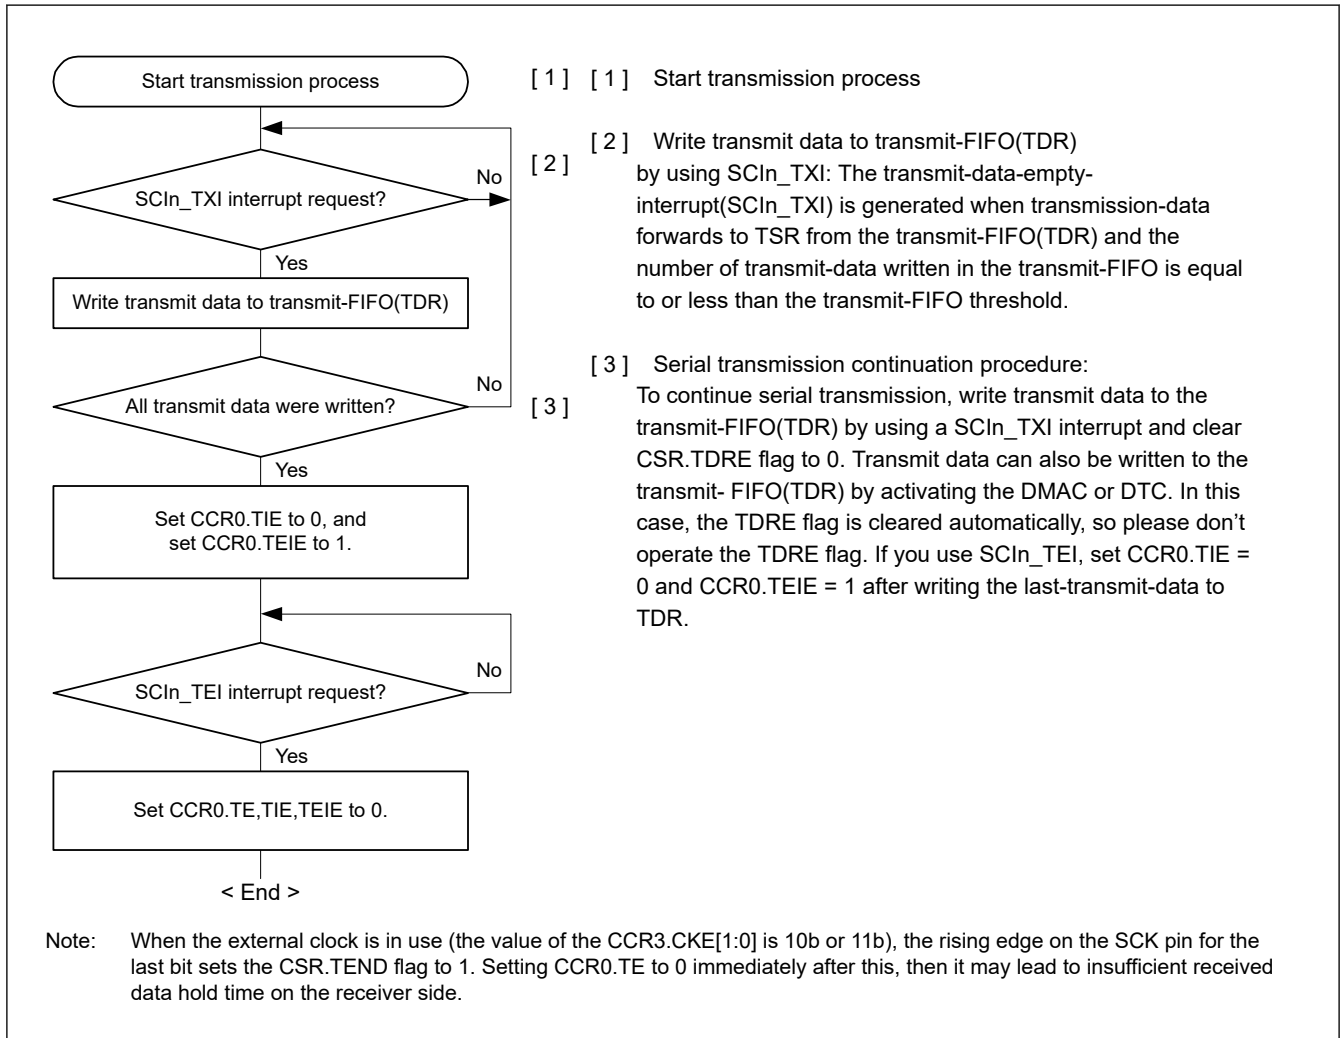 Start transmission process
[ 1 ]
SCIn_TXI interrupt request?
No
[ 2 ]
Yes
Write transmit data to transmit-FIFO(TDR)
All transmit data were written?
No
[ 3 ]
Yes
Set CCR0.TIE to 0, and
set CCR0.TEIE to 1.
SCIn_TEI interrupt request?
No
Yes
Set CCR0.TE,TIE,TEIE to 0.
< End >
[ 1 ] Start transmission process
[ 2 ] Write transmit data to transmit-FIFO(TDR)
by using SCIn_TXI: The transmit-data-empty-
interrupt(SCIn_TXI) is generated when transmission-data
forwards to TSR from the transmit-FIFO(TDR) and the
number of transmit-data written in the transmit-FIFO is equal
to or less than the transmit-FIFO threshold.
[ 3 ] Serial transmission continuation procedure:
To continue serial transmission, write transmit data to the
transmit-FIFO(TDR) by using a SCIn_TXI interrupt and clear
CSR.TDRE flag to 0. Transmit data can also be written to the
transmit- FIFO(TDR) by activating the DMAC or DTC. In this
case, the TDRE flag is cleared automatically, so please don’t
operate the TDRE flag. If you use SCIn_TEI, set CCR0.TIE =
0 and CCR0.TEIE = 1 after writing the last-transmit-data to
TDR.
Note: When the external clock is in use (the value of the CCR3.CKE[1:0] is 10b or 11b), the rising edge on the SCK pin for the
last bit sets the CSR.TEND flag to 1. Setting CCR0.TE to 0 immediately after this, then it may lead to insufficient received
data hold time on the receiver side.